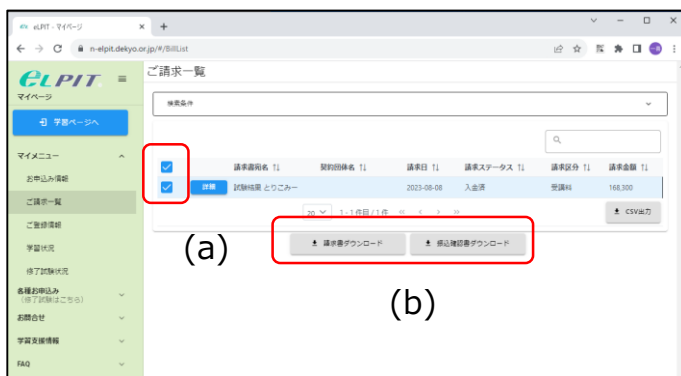 eLPIT - マイページ
n-elpit.dekyo.or.jp/#/BillList
eLPIT
マイページ
学習ページへ
マイメニュー
お申込み情報
ご請求一覧
ご登録情報
学習状況
修了試験状況
各種お申込み
(修了試験はこちら)
お問合せ
学習支援情報
FAQ
ご請求一覧
検索条件
請求書宛名 ↑↓ 契約団体名 ↑↓ 請求日 ↑↓ 請求ステータス ↑↓ 請求区分 ↑↓ 請求金額 ↑↓
詳細 試験結果 とりこみー 2023-08-08 入金済 受講料 168,300
20 1 - 1 件目 / 1 件 « < > »
CSV出力
請求書ダウンロード 振込確認書ダウンロード
(a)
(b)